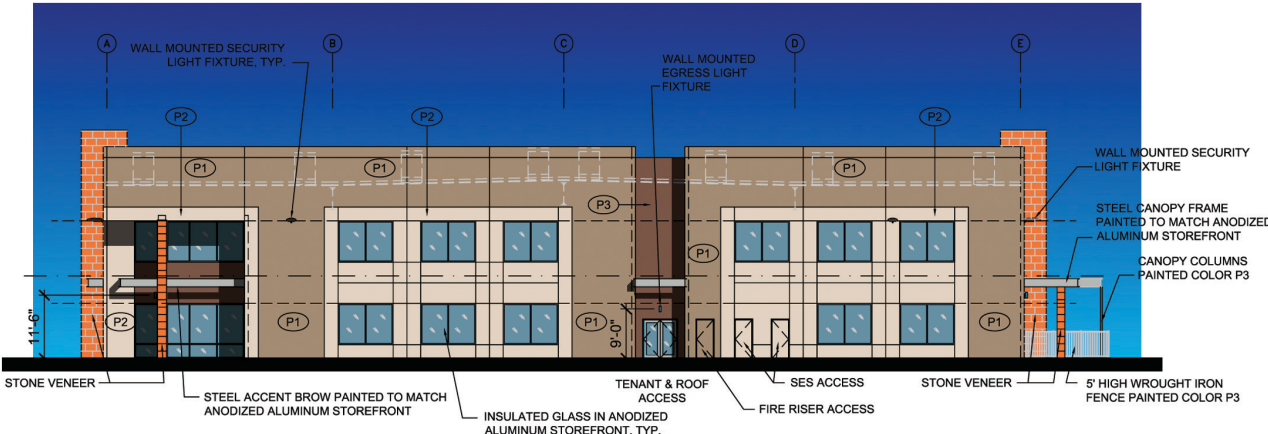 A
B
C
D
E
WALL MOUNTED SECURITY
LIGHT FIXTURE, TYP.
WALL MOUNTED
EGRESS LIGHT
FIXTURE
P2
P2
P2
P1
P1
P1
WALL MOUNTED SECURITY
LIGHT FIXTURE
P3
STEEL CANOPY FRAME
PAINTED TO MATCH ANODIZED
ALUMINUM STOREFRONT
P1
CANOPY COLUMNS
PAINTED COLOR P3
11'-6"
P2
P1
P1
9'-0"
P1
STONE VENEER
STEEL ACCENT BROW PAINTED TO MATCH
ANODIZED ALUMINUM STOREFRONT
INSULATED GLASS IN ANODIZED
ALUMINUM STOREFRONT, TYP.
TENANT & ROOF
ACCESS
FIRE RISER ACCESS
SES ACCESS
STONE VENEER
5' HIGH WROUGHT IRON
FENCE PAINTED COLOR P3